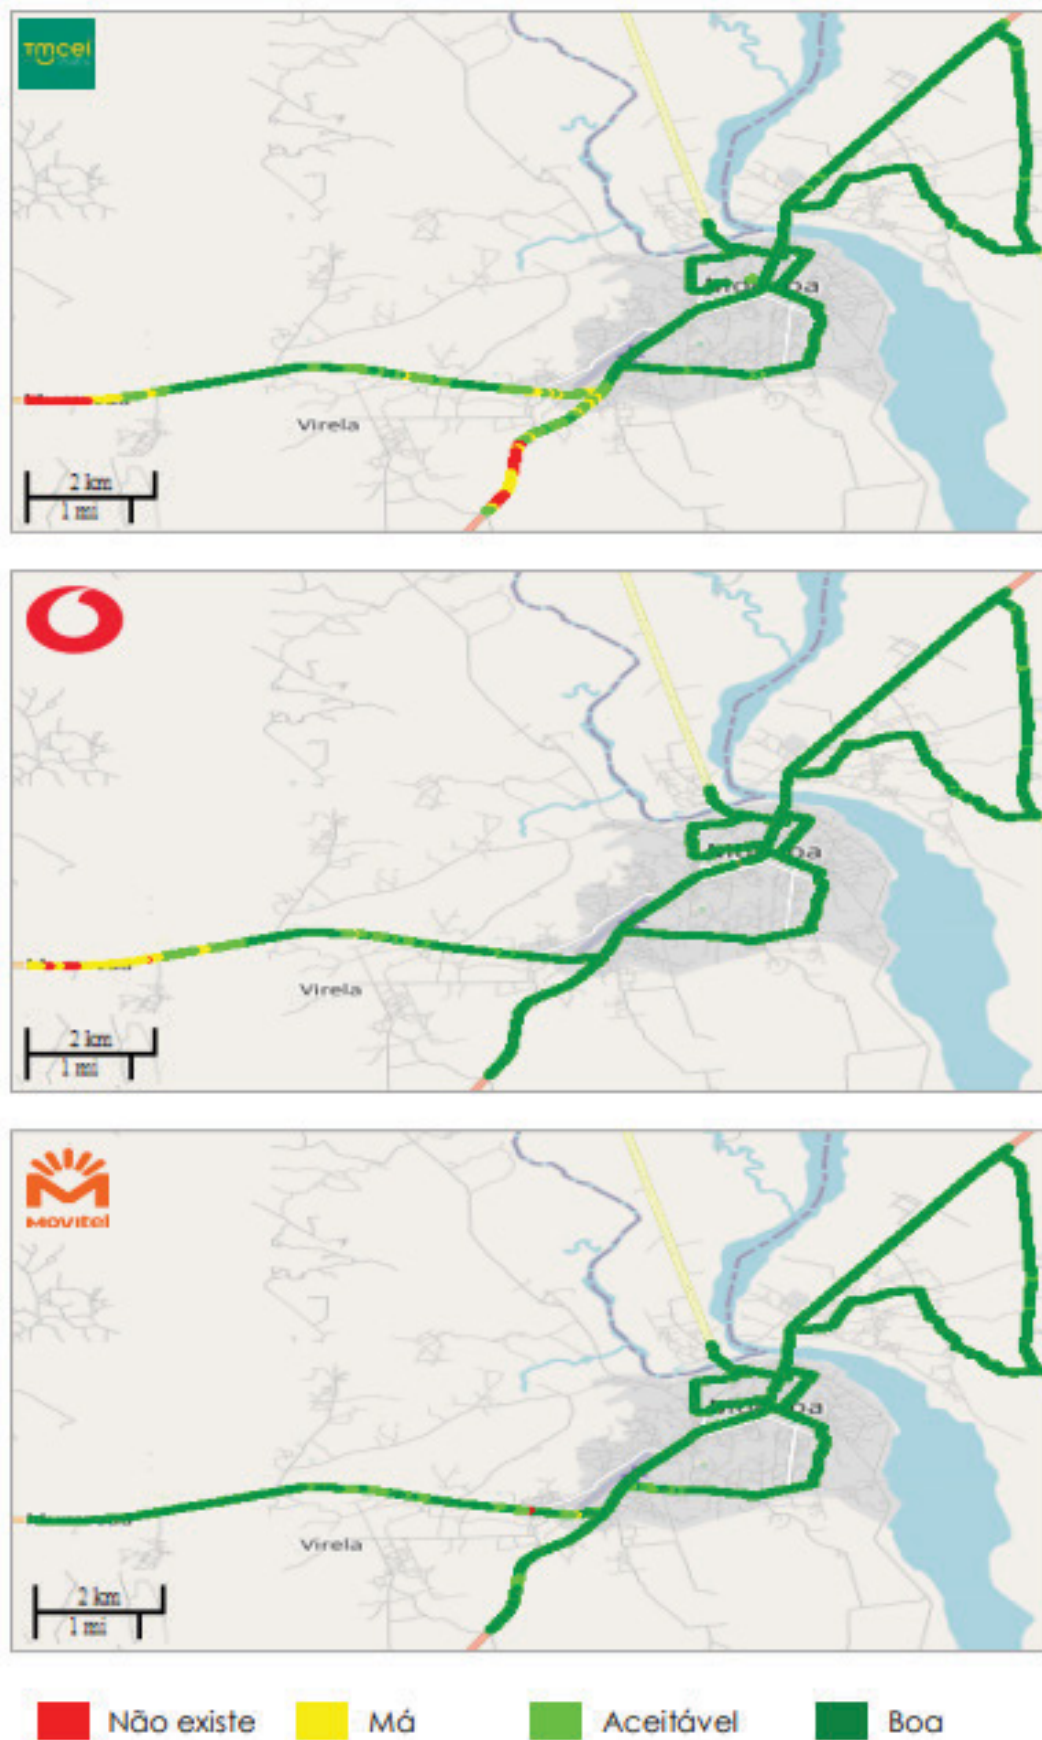 Tmcel
Virela
2 km
1 mi
Virela
2 km
1 mi
MOVITEL
Virela
2 km
1 mi
Não existe
Má
Aceitável
Boa